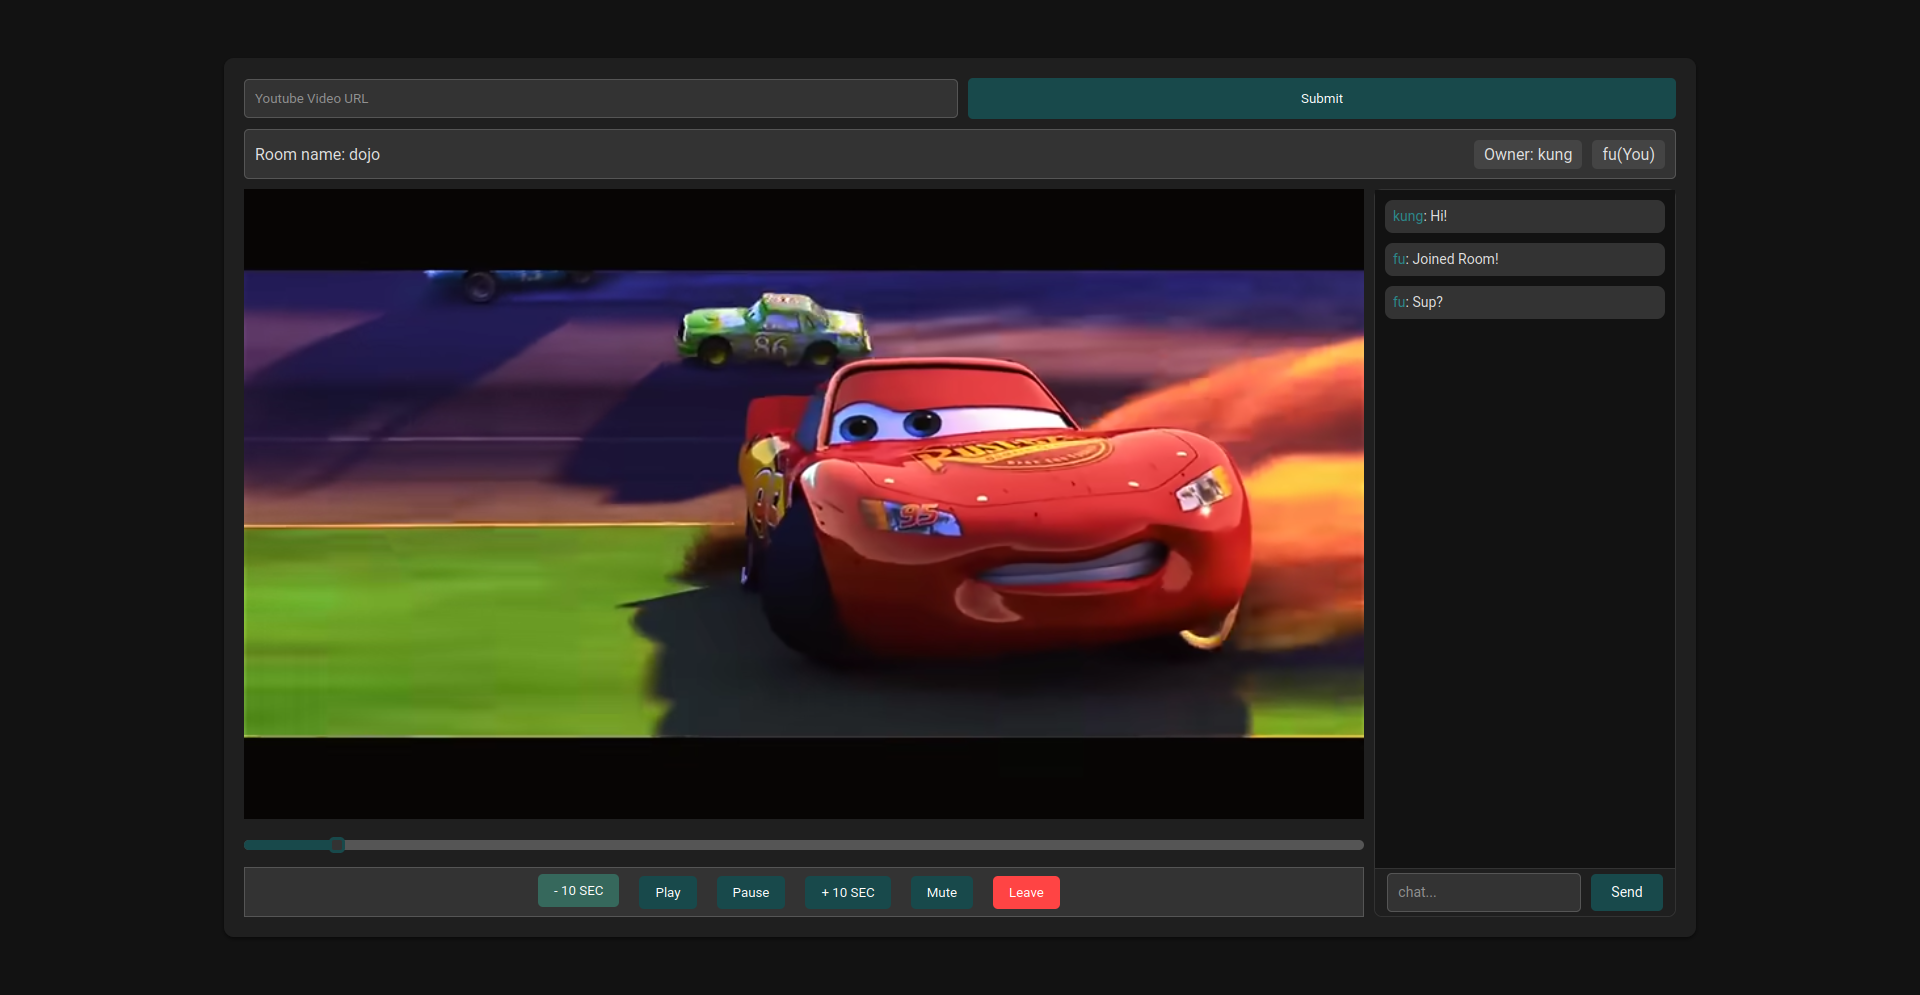 Youtube Video URL
Submit
Room name: dojo
Owner: kung
fu(You)
kung: Hi!
fu: Joined Room!
fu: Sup?
86
95
- 10 SEC
Play
Pause
+ 10 SEC
Mute
Leave
chat...
Send